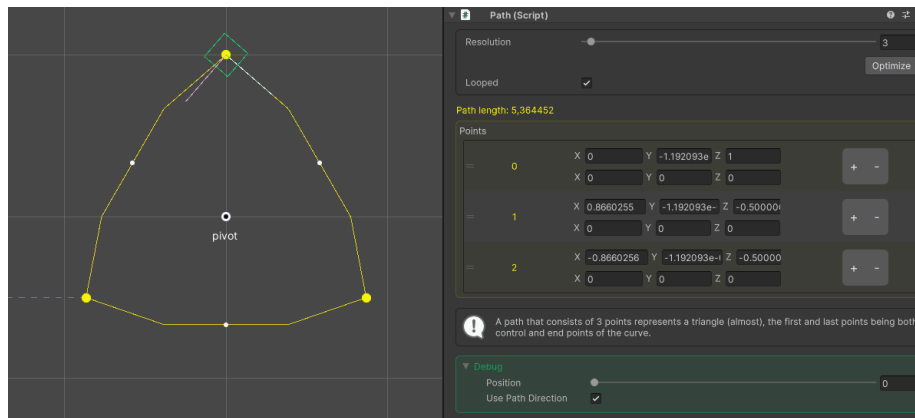 Path (Script)
Resolution
3
Optimize
Looped
Path length: 5,364452
Points
0 X 0 Y -1.192093e Z 1
X 0 Y 0 Z 0
+ -
1 X 0.8660255 Y -1.192093e- Z -0.50000
X 0 Y 0 Z 0
+ -
2 X -0.8660256 Y -1.192093e- Z -0.50000
X 0 Y 0 Z 0
+ -
A path that consists of 3 points represents a triangle (almost), the first and last points being both
control and end points of the curve.
Debug
Position
0
Use Path Direction
pivot